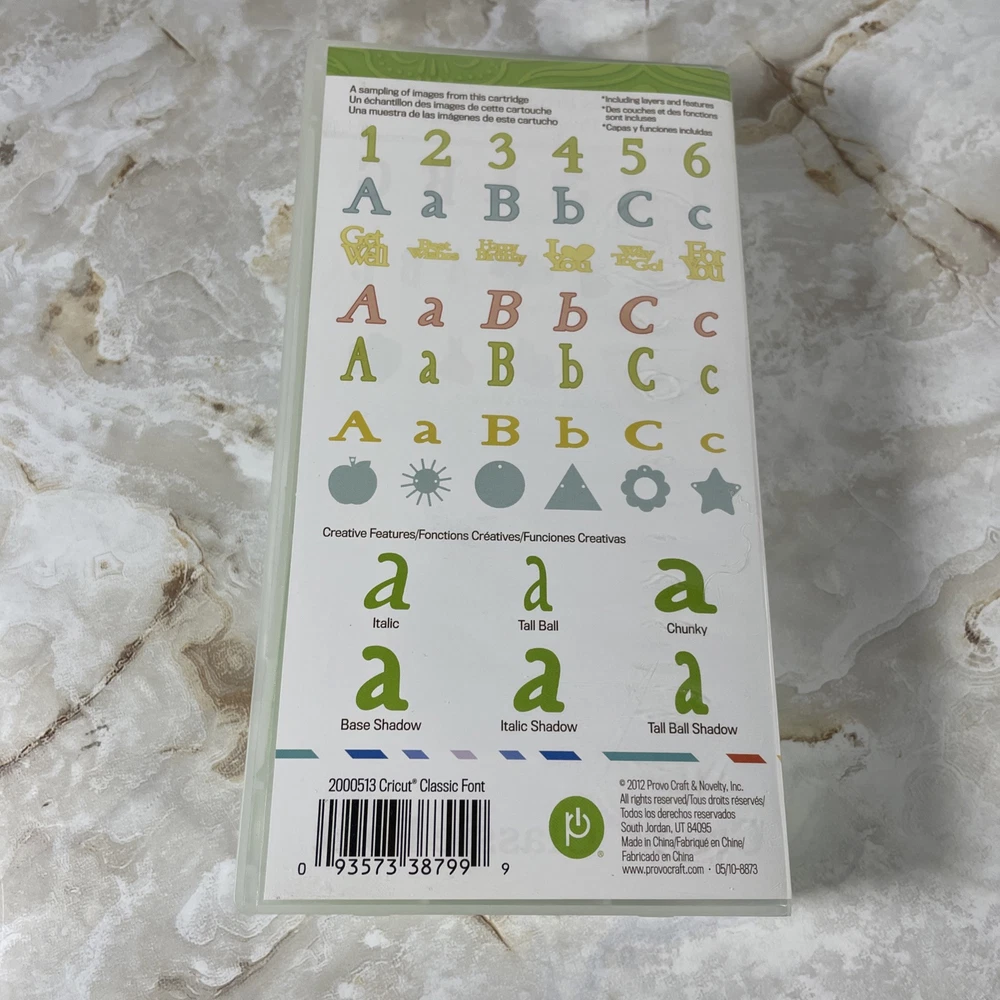 A sampling of images from this cartridge
Un échantillon des images de cette cartouche
Una muestra de las imágenes de este cartucho
*Including layers and features
*Des couches et des fonctions
sont incluses
*Capas y funciones incluidas
1 2 3 4 5 6
A a B b C c
Get Well Best Wishes Happy Birthday I Love You For You
A a B b C c
A a B b C c
A a B b C c
Creative Features/Fonctions Créatives/Funciones Creativas
a a a
Italic Tall Ball Chunky
a a a
Base Shadow Italic Shadow Tall Ball Shadow
2000513 Cricut® Classic Font
0 93573 38799 9
®
© 2012 Provo Craft & Novelty, Inc.
All rights reserved/Tous droits réservés/
Todos los derechos reservados
South Jordan, UT 84095
Made in China/Fabriqué en Chine/
Fabricado en China
www.provocraft.com · 05/10-8873